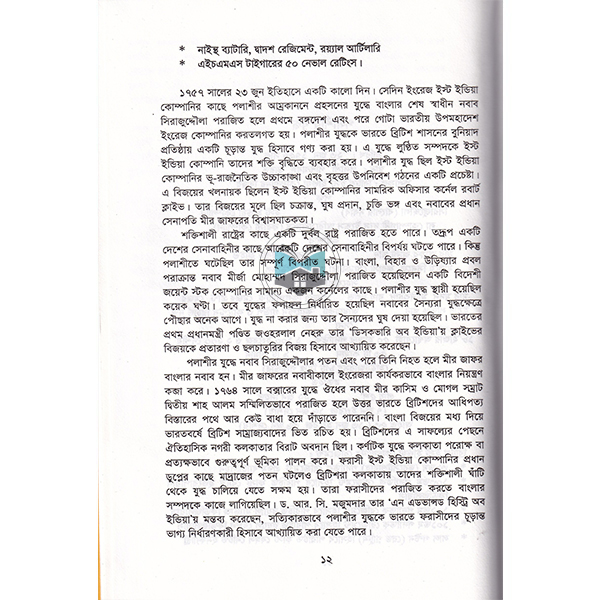 * নাইন্থ ব্যাটারি, দ্বাদশ রেজিমেন্ট, রয়্যাল আর্টিলারি
* এইচএমএস টাইগারের ৫০ নেভাল রেটিংস।
১৭৫৭ সালের ২৩ জুন ইতিহাসে একটি কালো দিন। সেদিন ইংরেজ ইস্ট ইন্ডিয়া
কোম্পানির কাছে পলাশীর আম্রকাননে প্রহসনের যুদ্ধে বাংলার শেষ স্বাধীন নবাব
সিরাজুদ্দৌলা পরাজিত হলে প্রথমে বঙ্গদেশ এবং পরে গোটা ভারতীয় উপমহাদেশ
ইংরেজ কোম্পানির করতলগত হয়। পলাশীর যুদ্ধকে ভারতে ব্রিটিশ শাসনের বুনিয়াদ
প্রতিষ্ঠায় একটি চূড়ান্ত যুদ্ধ হিসাবে গণ্য করা হয়। এ যুদ্ধে লুণ্ঠিত সম্পদকে ইস্ট
ইন্ডিয়া কোম্পানি তাদের শক্তি বৃদ্ধিতে ব্যবহার করে। পলাশীর যুদ্ধ ছিল ইস্ট ইন্ডিয়া
কোম্পানির ভূ-রাজনৈতিক উচ্চাকাঙ্খা এবং বৃহত্তর উপনিবেশ গঠনের একটি প্রচেষ্টা।
এ বিজয়ের খলনায়ক ছিলেন ইস্ট ইন্ডিয়া কোম্পানির সামরিক অফিসার কর্নেল রবার্ট
ক্লাইভ। তার বিজয়ের মূলে ছিল চক্রান্ত, ঘুষ প্রদান, চুক্তি ভঙ্গ এবং নবাবের প্রধান
সেনাপতি মীর জাফরের বিশ্বাসঘাতকতা।
শক্তিশালী রাষ্ট্রের কাছে একটি দুর্বল রাষ্ট্র পরাজিত হতে পারে। তদ্রূপ একটি
দেশের সেনাবাহিনীর কাছে আরেকটি দেশের সেনাবাহিনীর বিপর্যয় ঘটতে পারে। কিন্তু
পলাশীতে ঘটেছিল তার সম্পূর্ণ বিপরীত ঘটনা। বাংলা, বিহার ও উড়িষ্যার প্রবল
পরাক্রান্ত নবাব মীর্জা মোহাম্মদ সিরাজুদ্দৌলা পরাজিত হয়েছিলেন একটি বিদেশী
জয়েন্ট স্টক কোম্পানির সামান্য একজন কর্নেলের কাছে। পলাশীর যুদ্ধ স্থায়ী হয়েছিল
কয়েক ঘণ্টা। তবে যুদ্ধের ফলাফল নির্ধারিত হয়েছিল নবাবের সৈন্যরা যুদ্ধক্ষেত্রে
পৌঁছার অনেক আগে। যুদ্ধ না করার জন্য তার সৈন্যদের ঘুষ দেয়া হয়েছিল। ভারতের
প্রথম প্রধানমন্ত্রী পণ্ডিত জওহরলাল নেহরু তার ‘ডিসকভারি অব ইন্ডিয়া’য় ক্লাইভের
বিজয়কে প্রতারণা ও ছলচাতুরির বিজয় হিসাবে আখ্যায়িত করেছেন।
পলাশীর যুদ্ধে নবাব সিরাজুদ্দৌলার পতন এবং পরে তিনি নিহত হলে মীর জাফর
বাংলার নবাব হন। মীর জাফরের নবাবীকালে ইংরেজরা কার্যকরভাবে বাংলার নিয়ন্ত্রণ
কব্জা করে। ১৭৬৪ সালে বক্সারের যুদ্ধে ঔধের নবাব মীর কাসিম ও মোগল সম্রাট
দ্বিতীয় শাহ আলম সম্মিলিতভাবে পরাজিত হলে উত্তর ভারতে ব্রিটিশদের আধিপত্য
বিস্তারের পথে আর কেউ বাধা হয়ে দাঁড়াতে পারেননি। বাংলা বিজয়ের মধ্য দিয়ে
ভারতবর্ষে ব্রিটিশ সাম্রাজ্যবাদের ভিত রচিত হয়। ব্রিটিশদের এ সাফল্যের পেছনে
ঐতিহাসিক নগরী কলকাতার বিরাট অবদান ছিল। কর্ণাটক যুদ্ধে কলকাতা পরোক্ষ বা
প্রত্যক্ষভাবে গুরুত্বপূর্ণ ভূমিকা পালন করে। ফরাসী ইস্ট ইন্ডিয়া কোম্পানির প্রধান
ডুপ্লের কাছে মাদ্রাজের পতন ঘটলেও ব্রিটিশরা কলকাতায় তাদের শক্তিশালী ঘাঁটি
থেকে যুদ্ধ চালিয়ে যেতে সক্ষম হয়। তারা ফরাসীদের পরাজিত করতে বাংলার
সম্পদকে কাজে লাগিয়েছিল। ড. আর. সি. মজুমদার তার ‘এন এডভান্সড হিস্ট্রি অব
ইন্ডিয়া’য় মন্তব্য করেছেন, সত্যিকারভাবে পলাশীর যুদ্ধকে ভারতে ফরাসীদের চূড়ান্ত
ভাগ্য নির্ধারণকারী হিসাবে আখ্যায়িত করা যেতে পারে।
১২